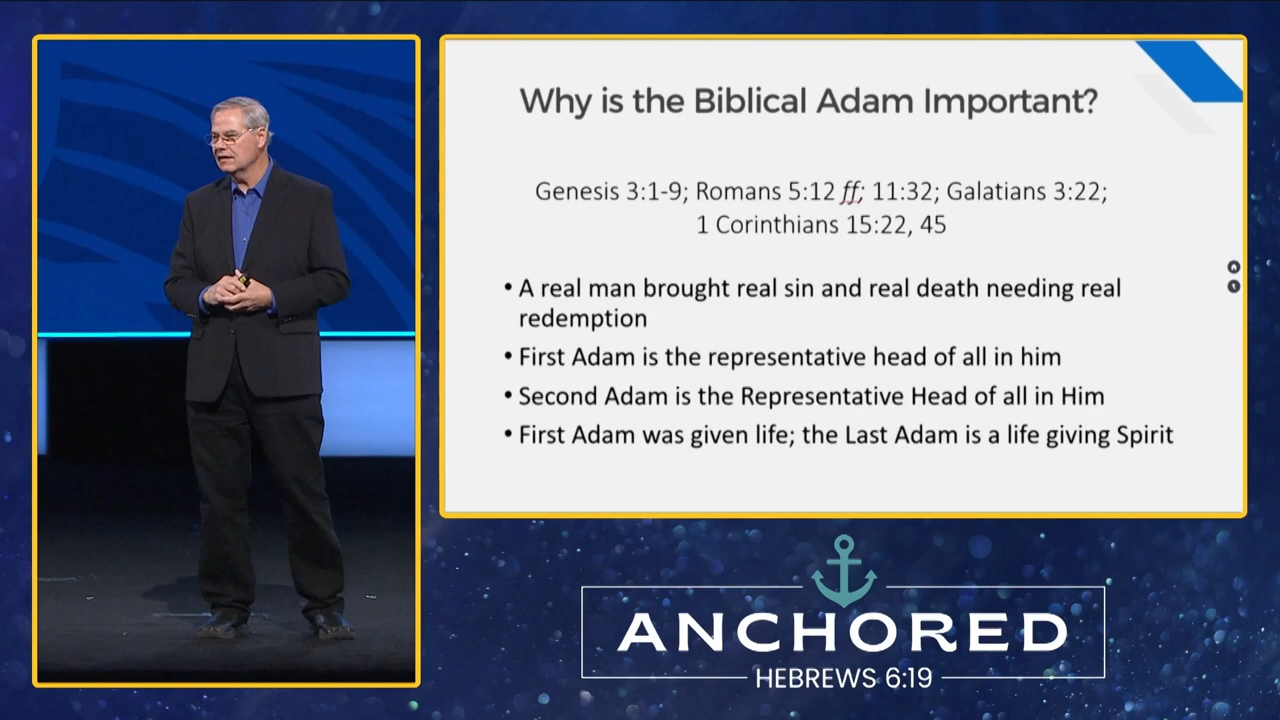 Why is the Biblical Adam Important?
Genesis 3:1-9; Romans 5:12 ff; 11:32; Galatians 3:22;
1 Corinthians 15:22, 45
• A real man brought real sin and real death needing real
redemption
• First Adam is the representative head of all in him
• Second Adam is the Representative Head of all in Him
• First Adam was given life; the Last Adam is a life giving Spirit
ANCHORED
HEBREWS 6:19